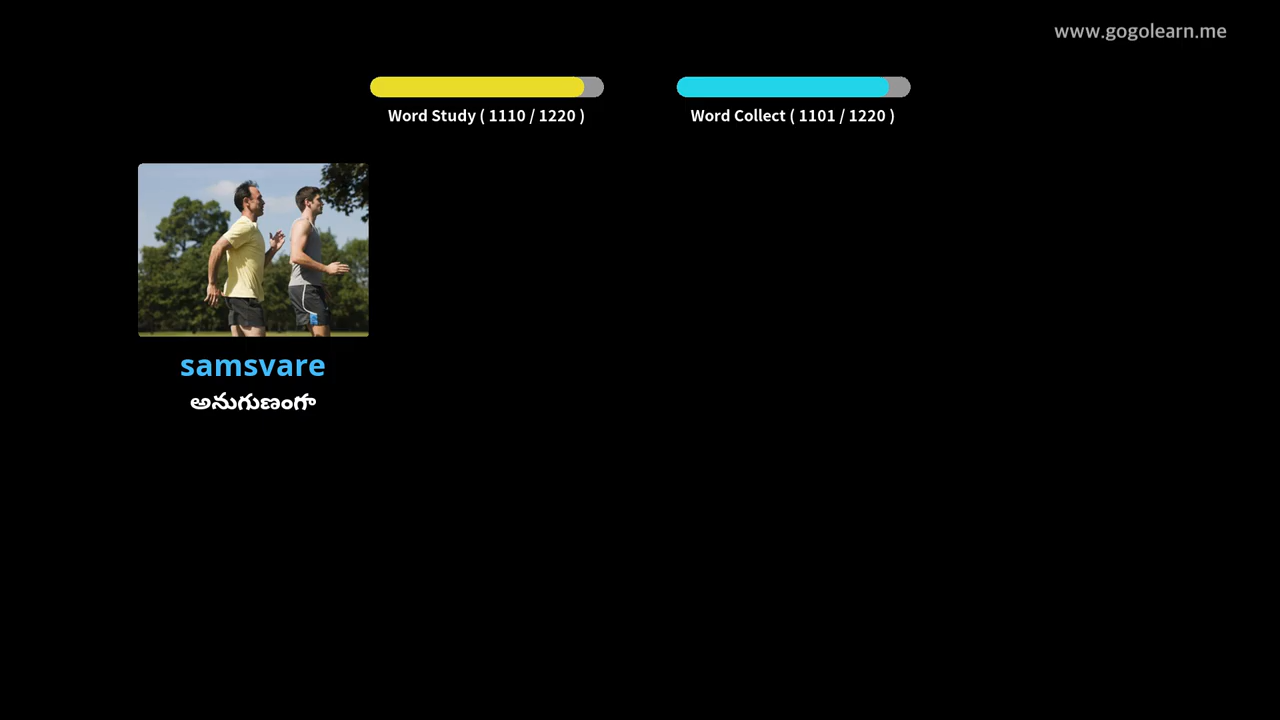 www.gogolearn.me
Word Study ( 1110 / 1220 )
Word Collect ( 1101 / 1220 )
samsvare
అనుగుణంగా